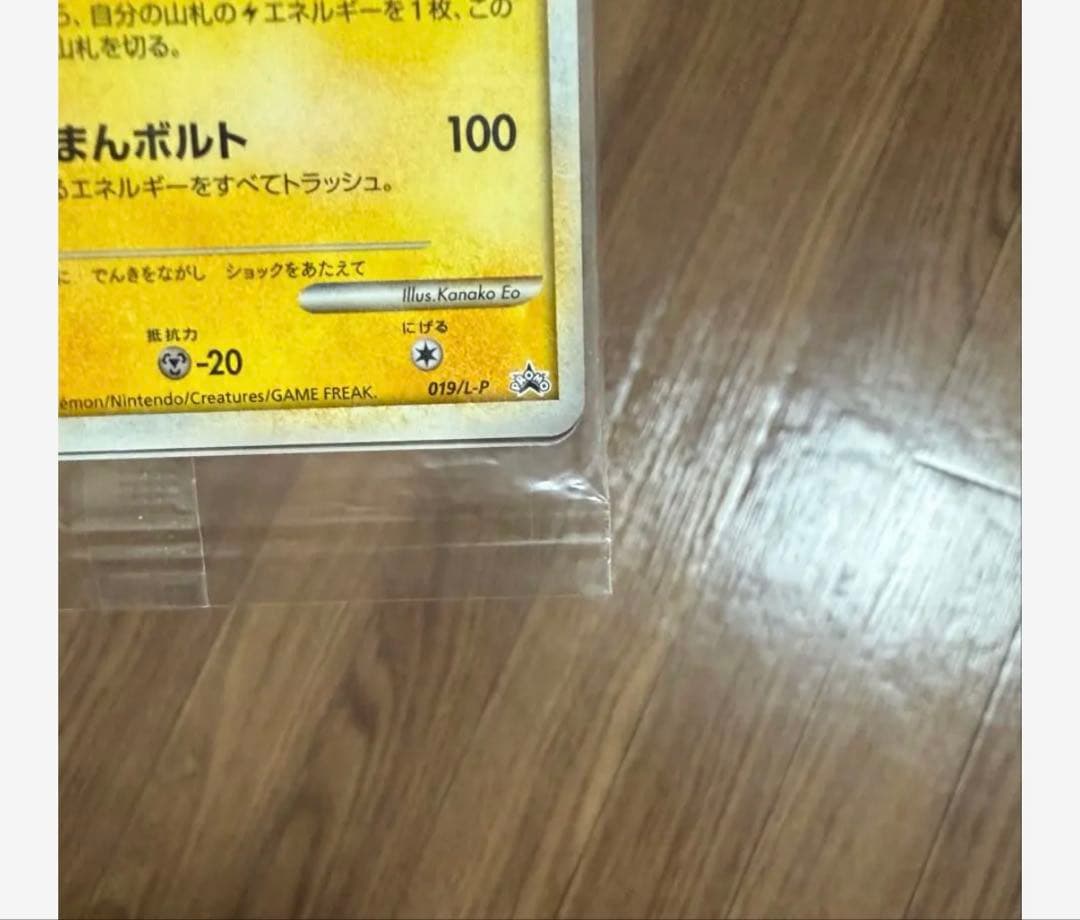 、自分の山札のエネルギーを1枚、この
山札を切る。
まんボルト 100
るエネルギーをすべてトラッシュ。
に でんきをながし ショックをあたえて
Illus.Kanako Eo
抵抗力 にげる
-20
émon/Nintendo/Creatures/GAME FREAK. 019/L-P PROMO